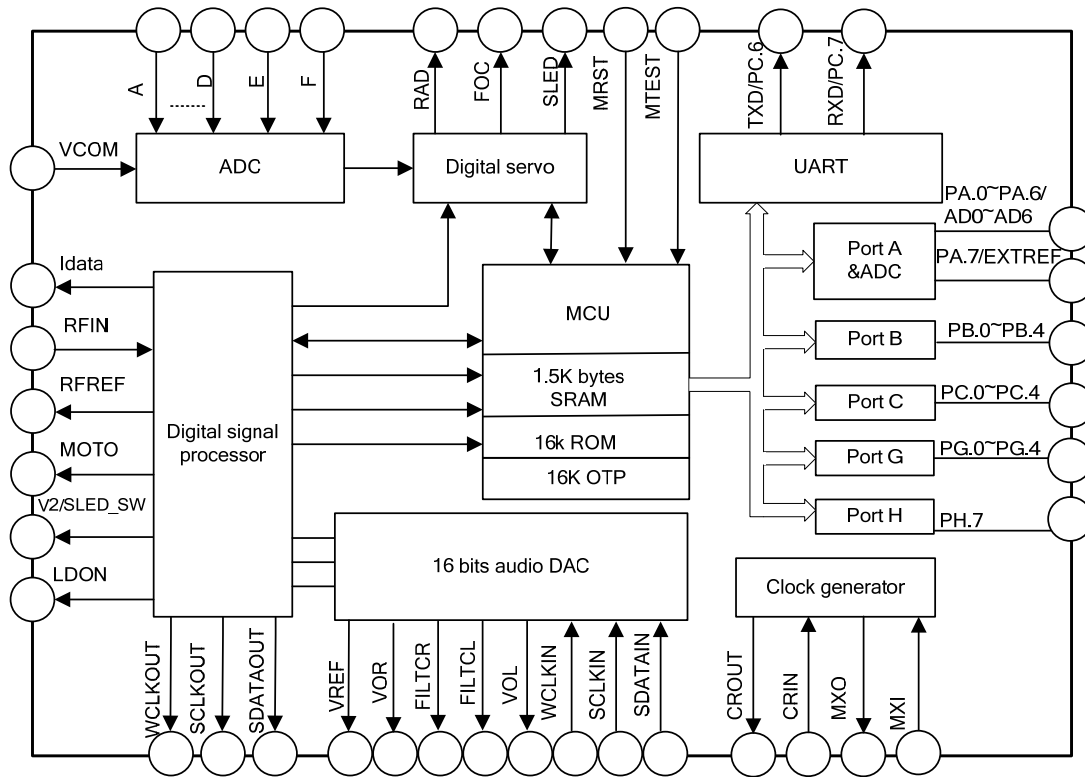 A
D
E
F
RAD
FOC
SLED
MRST
MTEST
TXD/PC.6
RXD/PC.7
VCOM
ADC
Digital servo
UART
PA.0~PA.6/
AD0~AD6
Port A
&ADC
PA.7/EXTREF
Idata
RFIN
RFREF
MOTO
V2/SLED_SW
LDON
Digital signal
processor
MCU
1.5K bytes
SRAM
16k ROM
16K OTP
Port B
PB.0~PB.4
Port C
PC.0~PC.4
Port G
PG.0~PG.4
Port H
PH.7
16 bits audio DAC
Clock generator
WCLKOUT
SCLKOUT
SDATAOUT
VREF
VOR
FILTCR
FILTCL
VOL
WCLKIN
SCLKIN
SDATAIN
CROUT
CRIN
MXO
MXI